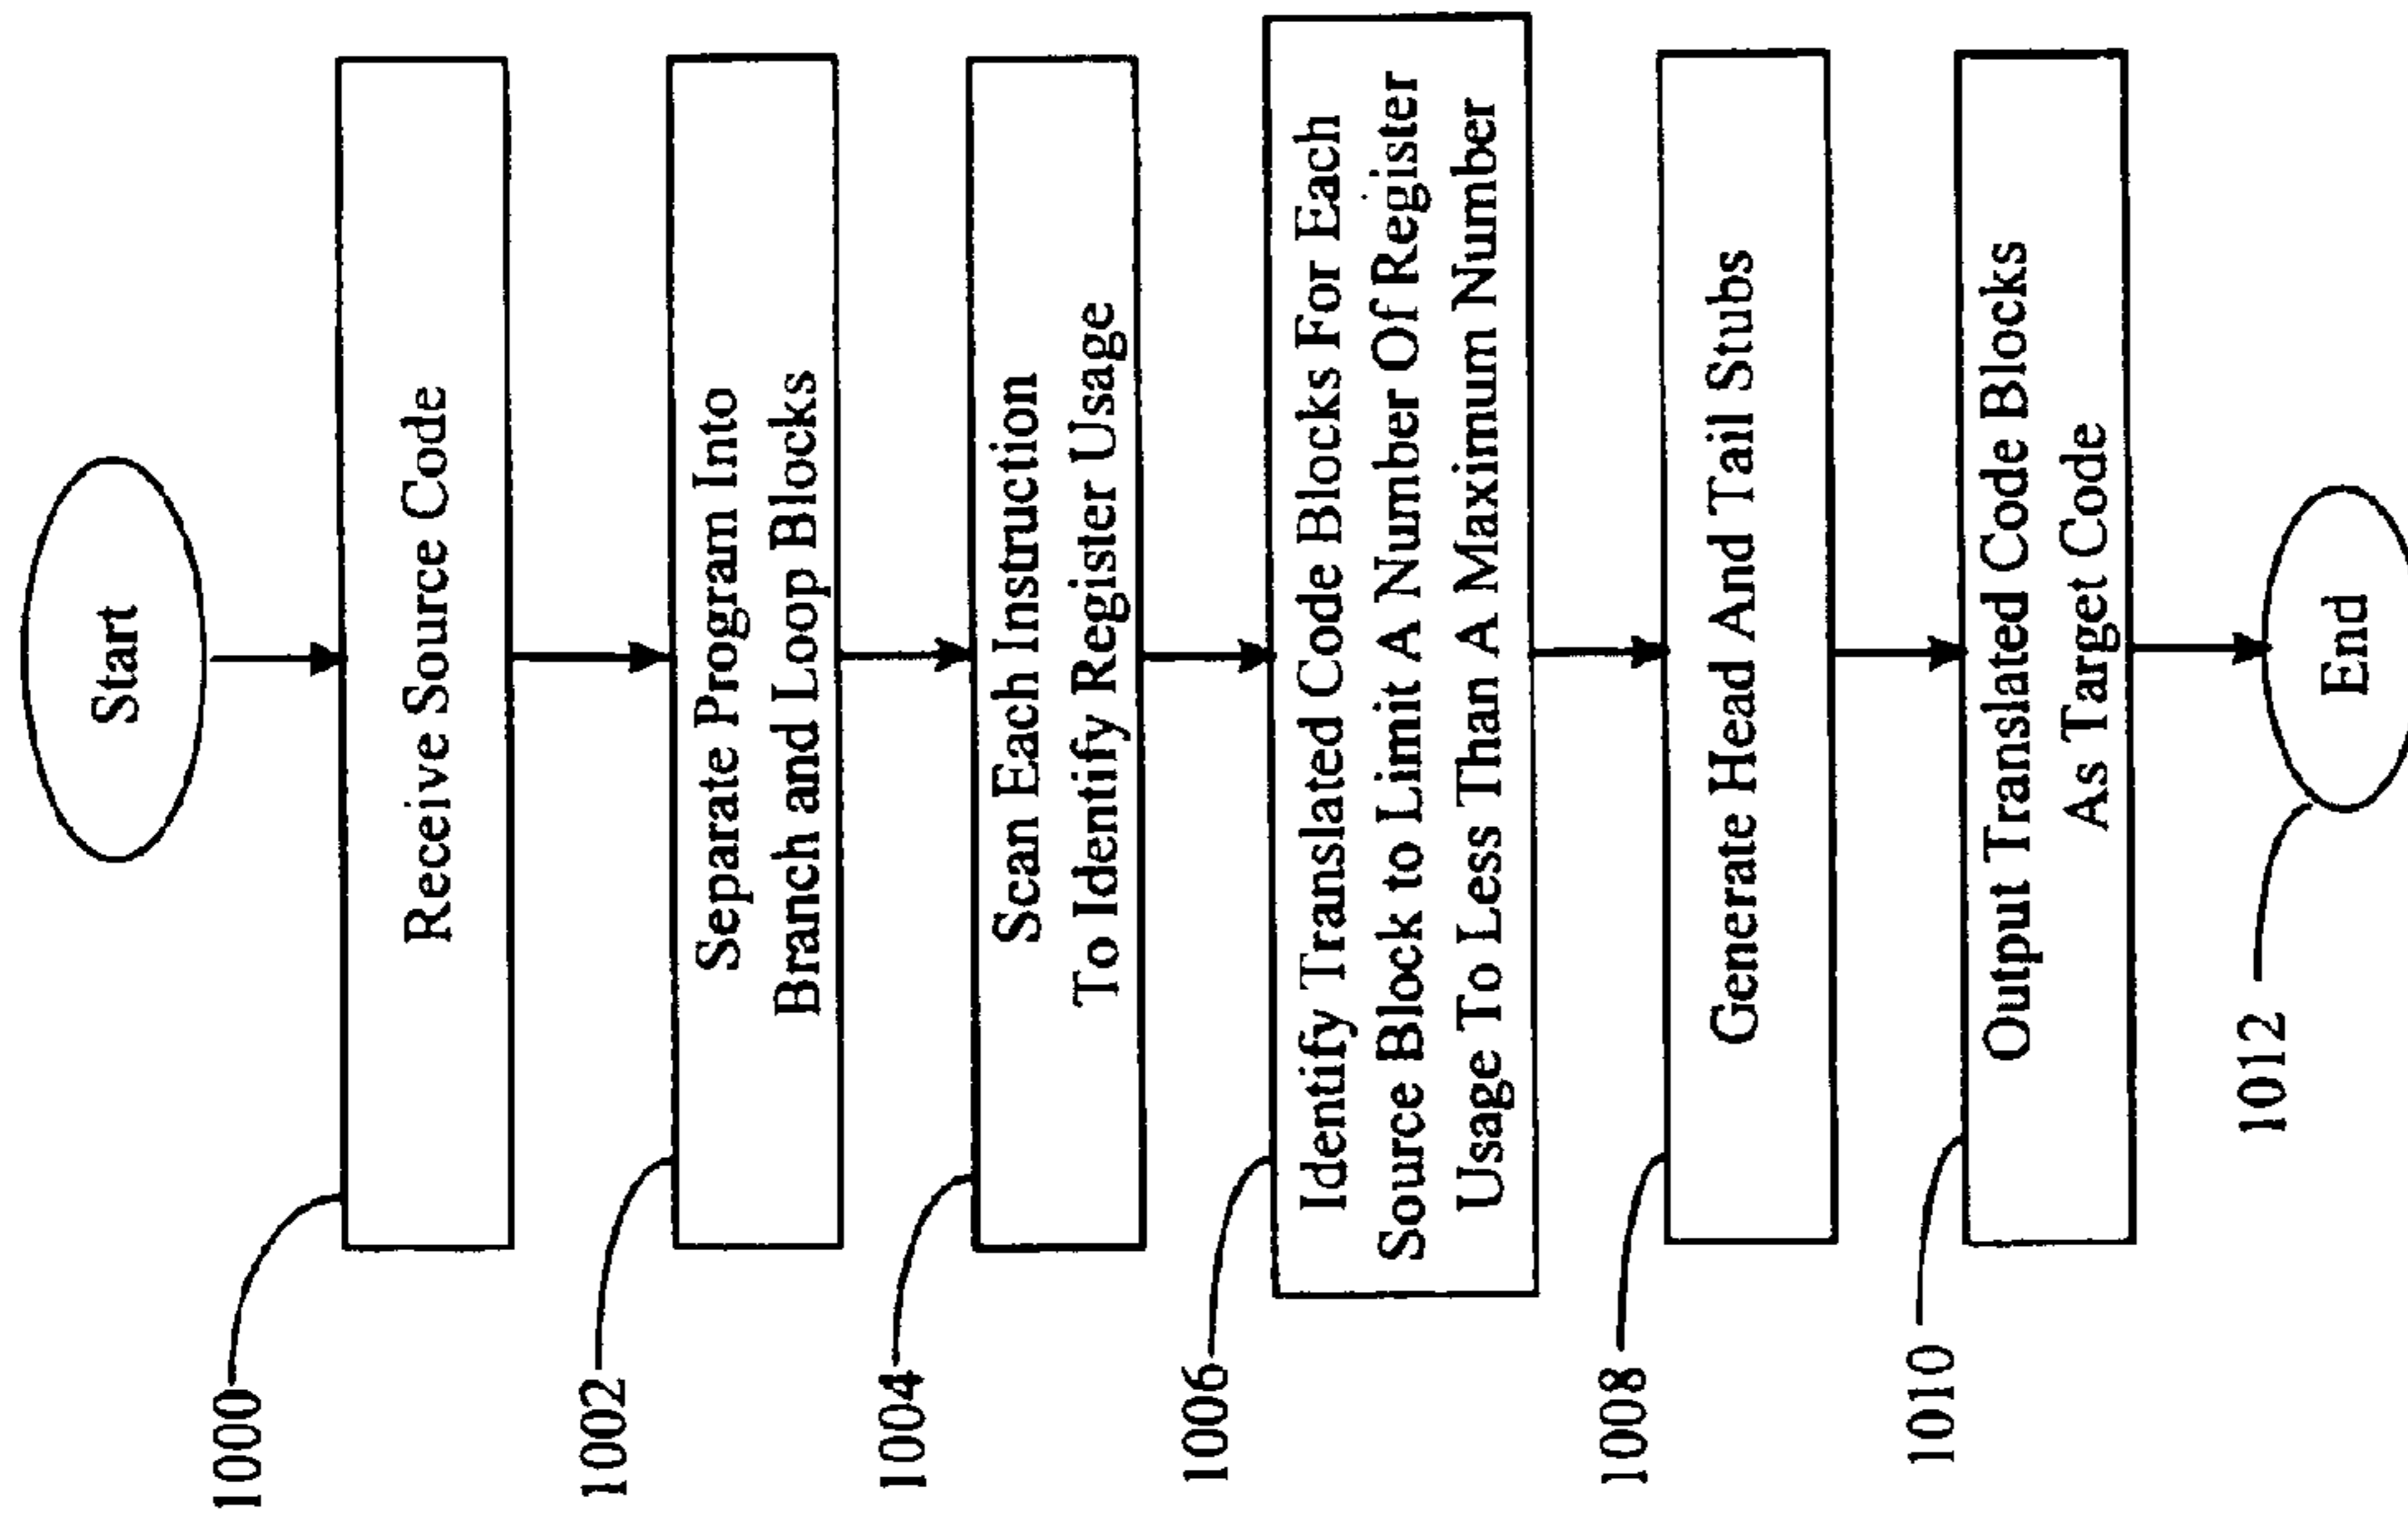 Start
1000
Receive Source Code
1002
Separate Program Into
Branch and Loop Blocks
1004
Scan Each Instruction
To Identify Register Usage
1006
Identify Translated Code Blocks For Each
Source Block to Limit A Number Of Register
Usage To Less Than A Maximum Number
1008
Generate Head And Tail Stubs
1010
Output Translated Code Blocks
As Target Code
1012
End